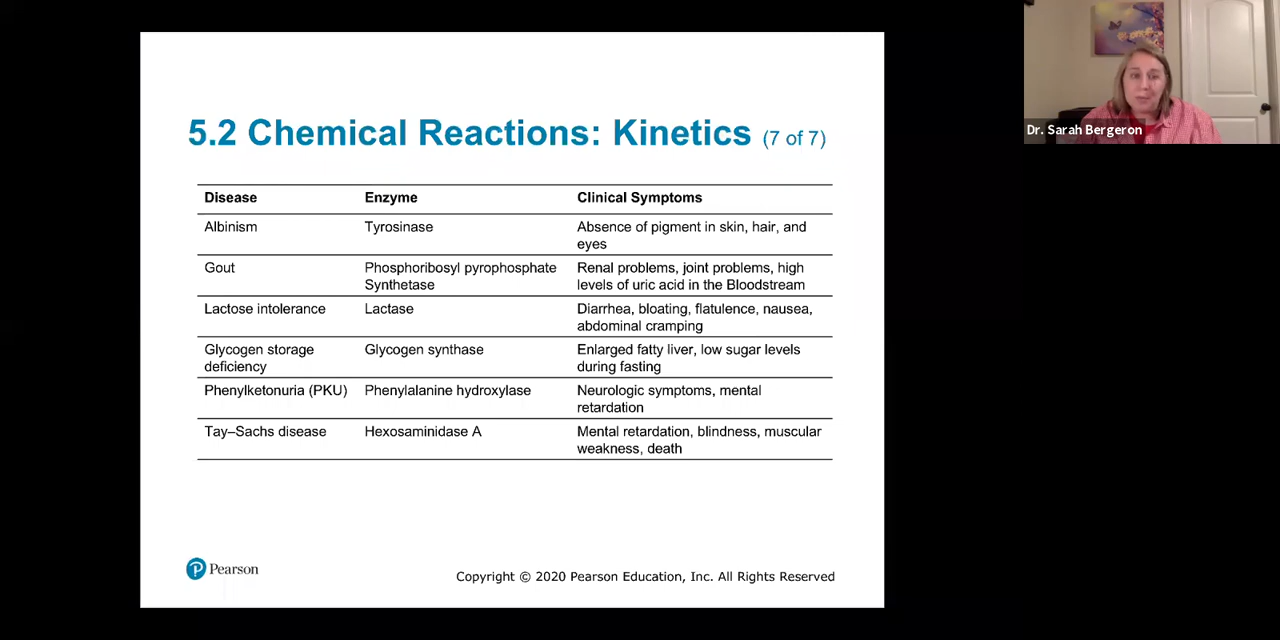 5.2 Chemical Reactions: Kinetics (7 of 7)
Disease Enzyme Clinical Symptoms
Albinism Tyrosinase Absence of pigment in skin, hair, and
eyes
Gout Phosphoribosyl pyrophosphate Renal problems, joint problems, high
Synthetase levels of uric acid in the Bloodstream
Lactose intolerance Lactase Diarrhea, bloating, flatulence, nausea,
abdominal cramping
Glycogen storage Glycogen synthase Enlarged fatty liver, low sugar levels
deficiency during fasting
Phenylketonuria (PKU) Phenylalanine hydroxylase Neurologic symptoms, mental
retardation
Tay–Sachs disease Hexosaminidase A Mental retardation, blindness, muscular
weakness, death
P Pearson
Copyright © 2020 Pearson Education, Inc. All Rights Reserved
Dr. Sarah Bergeron